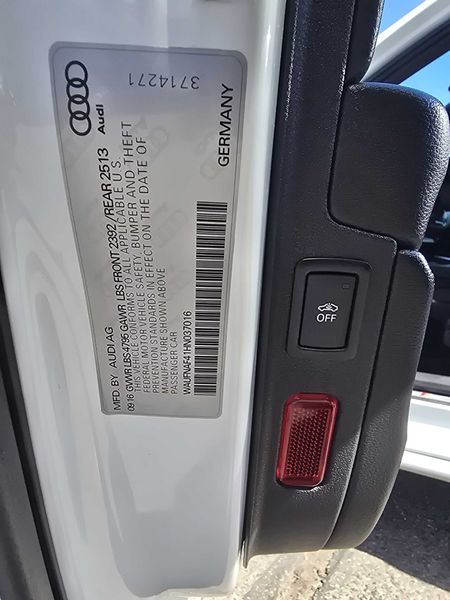 MFD. BY AUDI AG
09.16 GVWR LBS 4795 GAWR LBS FRONT 2392 / REAR 2513
THIS VEHICLE CONFORMS TO ALL APPLICABLE U.S.
FEDERAL MOTOR VEHICLE SAFETY, BUMPER AND THEFT
PREVENTION STANDARDS IN EFFECT ON THE DATE OF
MANUFACTURE SHOWN ABOVE.
PASSENGER CAR
WAUFNAF41HN037016
Audi
3714271
GERMANY
OFF